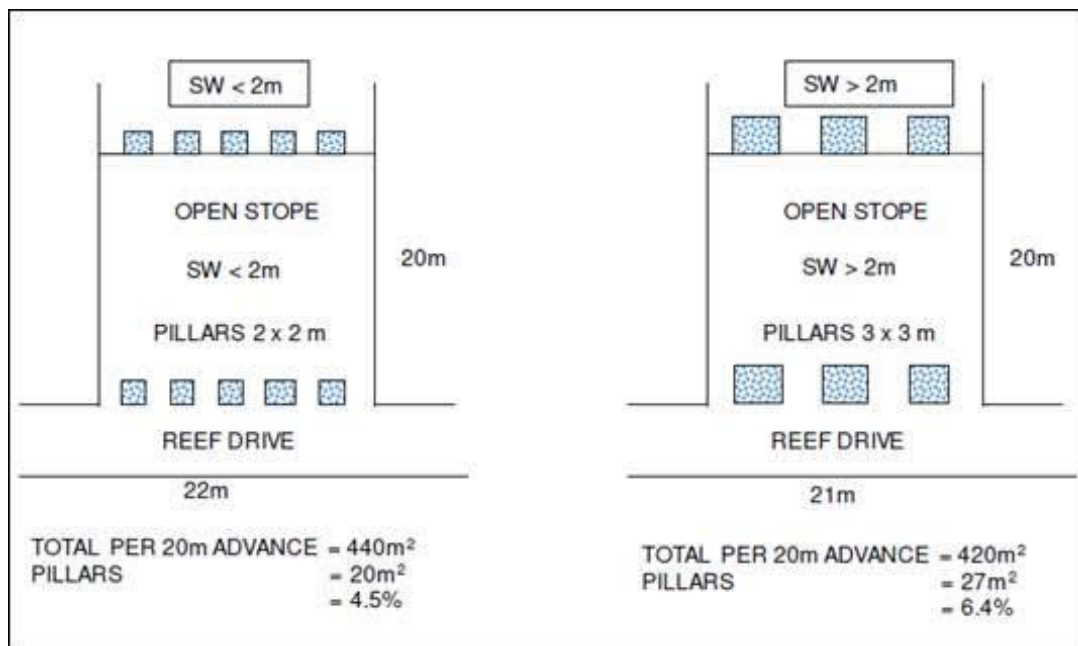 SW < 2m
OPEN STOPE
SW < 2m
20m
PILLARS 2 x 2 m
REEF DRIVE
22m
TOTAL PER 20m ADVANCE = 440m²
PILLARS = 20m²
= 4.5%
SW > 2m
OPEN STOPE
SW > 2m
20m
PILLARS 3 x 3 m
REEF DRIVE
21m
TOTAL PER 20m ADVANCE = 420m²
PILLARS = 27m²
= 6.4%